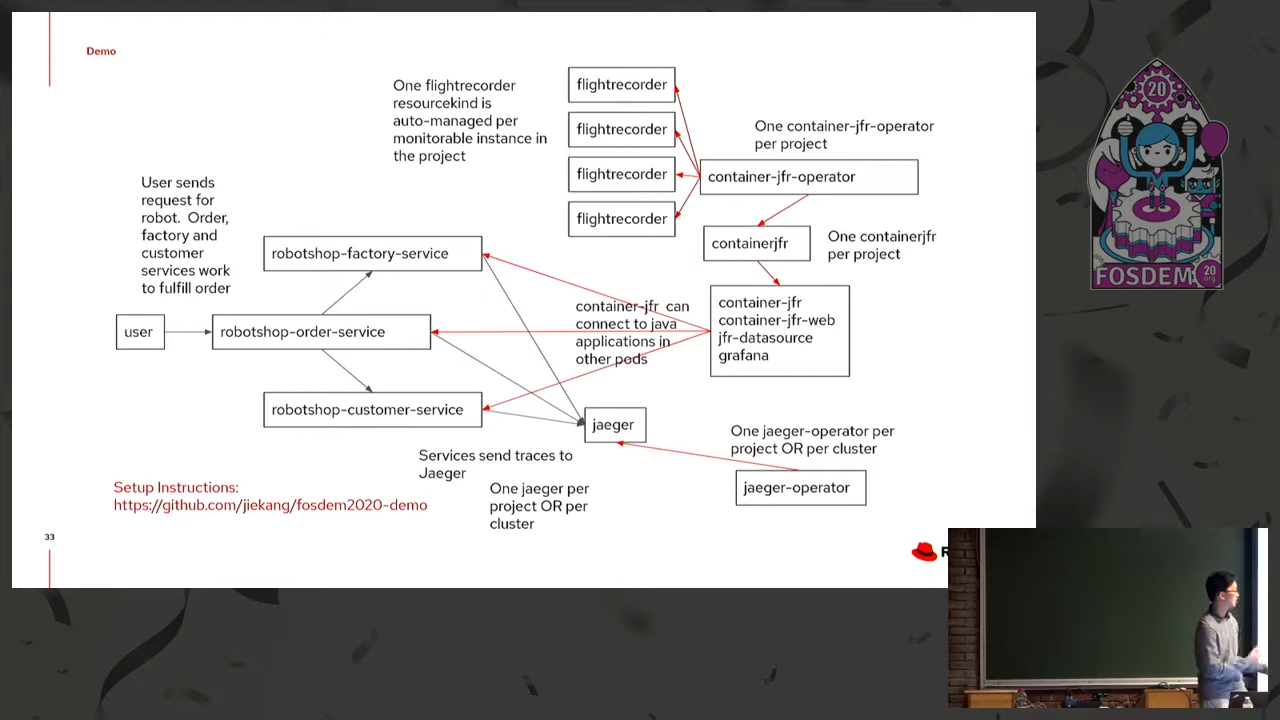 Demo
One flightrecorder
resourcekind is
auto-managed per
monitorable instance in
the project
flightrecorder
flightrecorder
flightrecorder
flightrecorder
One container-jfr-operator
per project
container-jfr-operator
User sends
request for
robot. Order,
factory and
customer
services work
to fulfill order
robotshop-factory-service
containerjfr
One containerjfr
per project
user
robotshop-order-service
container-jfr can
connect to java
applications in
other pods
container-jfr
container-jfr-web
jfr-datasource
grafana
robotshop-customer-service
jaeger
One jaeger-operator per
project OR per cluster
jaeger-operator
Services send traces to
Jaeger
One jaeger per
project OR per
cluster
Setup Instructions:
https://github.com/jiekang/fosdem2020-demo
33
20
FOSDEM
20
.org